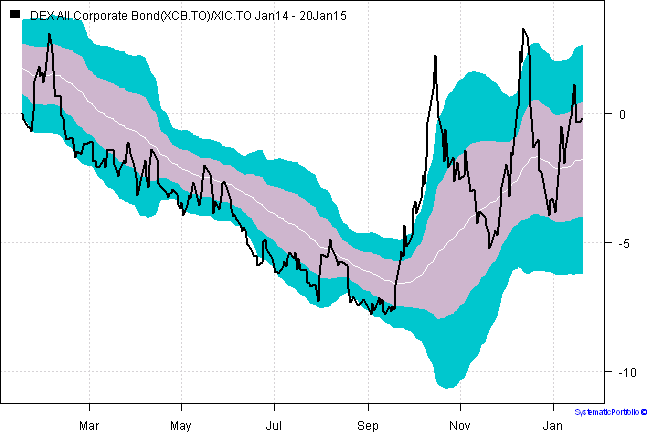 DEX All Corporate Bond(XCB.TO)/XIC.TO Jan14 - 20Jan15
0
-5
-10
Mar May Jul Sep Nov Jan
SystematicPortfolio ©